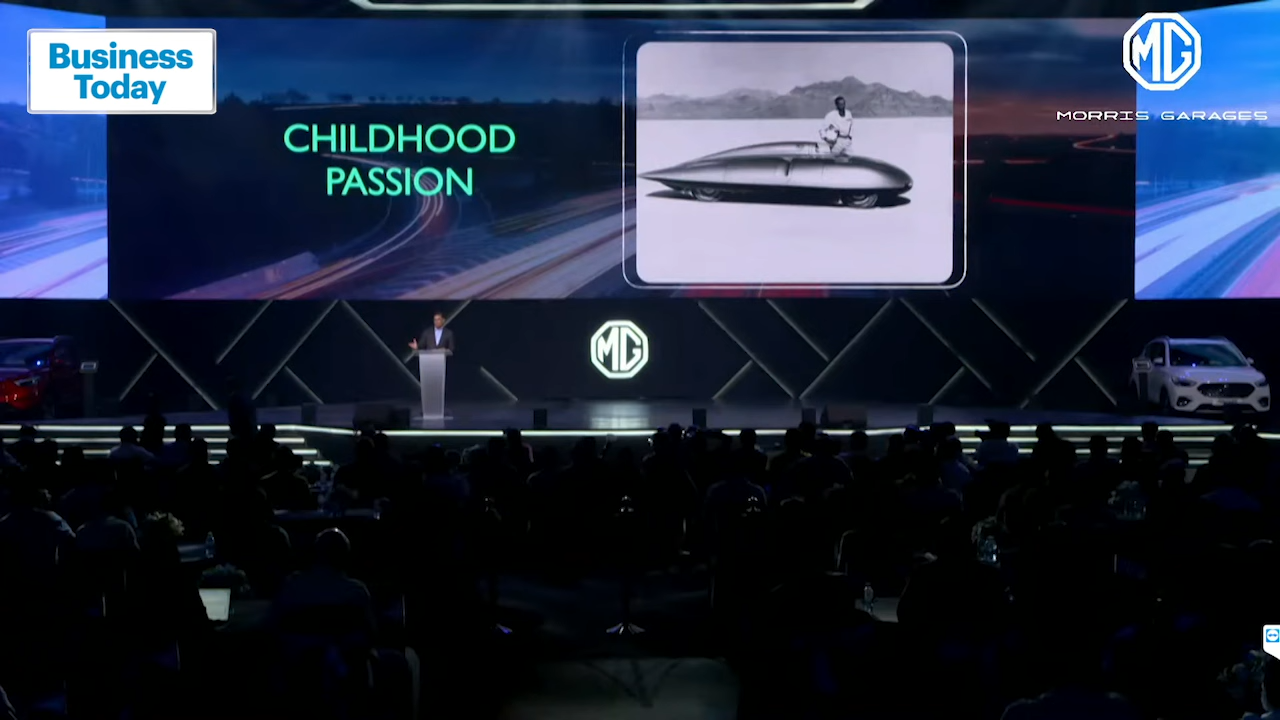 Business
Today
CHILDHOOD
PASSION
MG
MORRIS GARAGES
MG